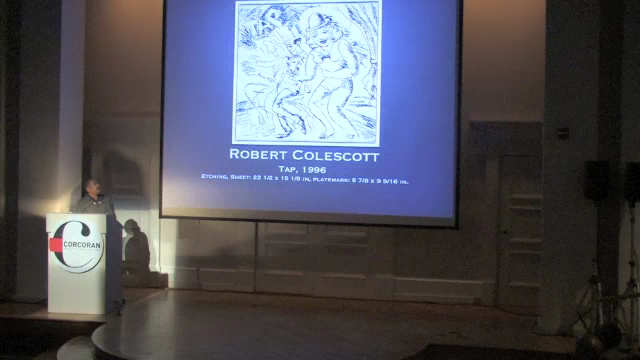 Robert Colescott
Tap, 1996
Etching, Sheet: 22 1/2 x 15 1/8 in, platemark: 8 7/8 x 9 9/16 in.
C
CORCORAN